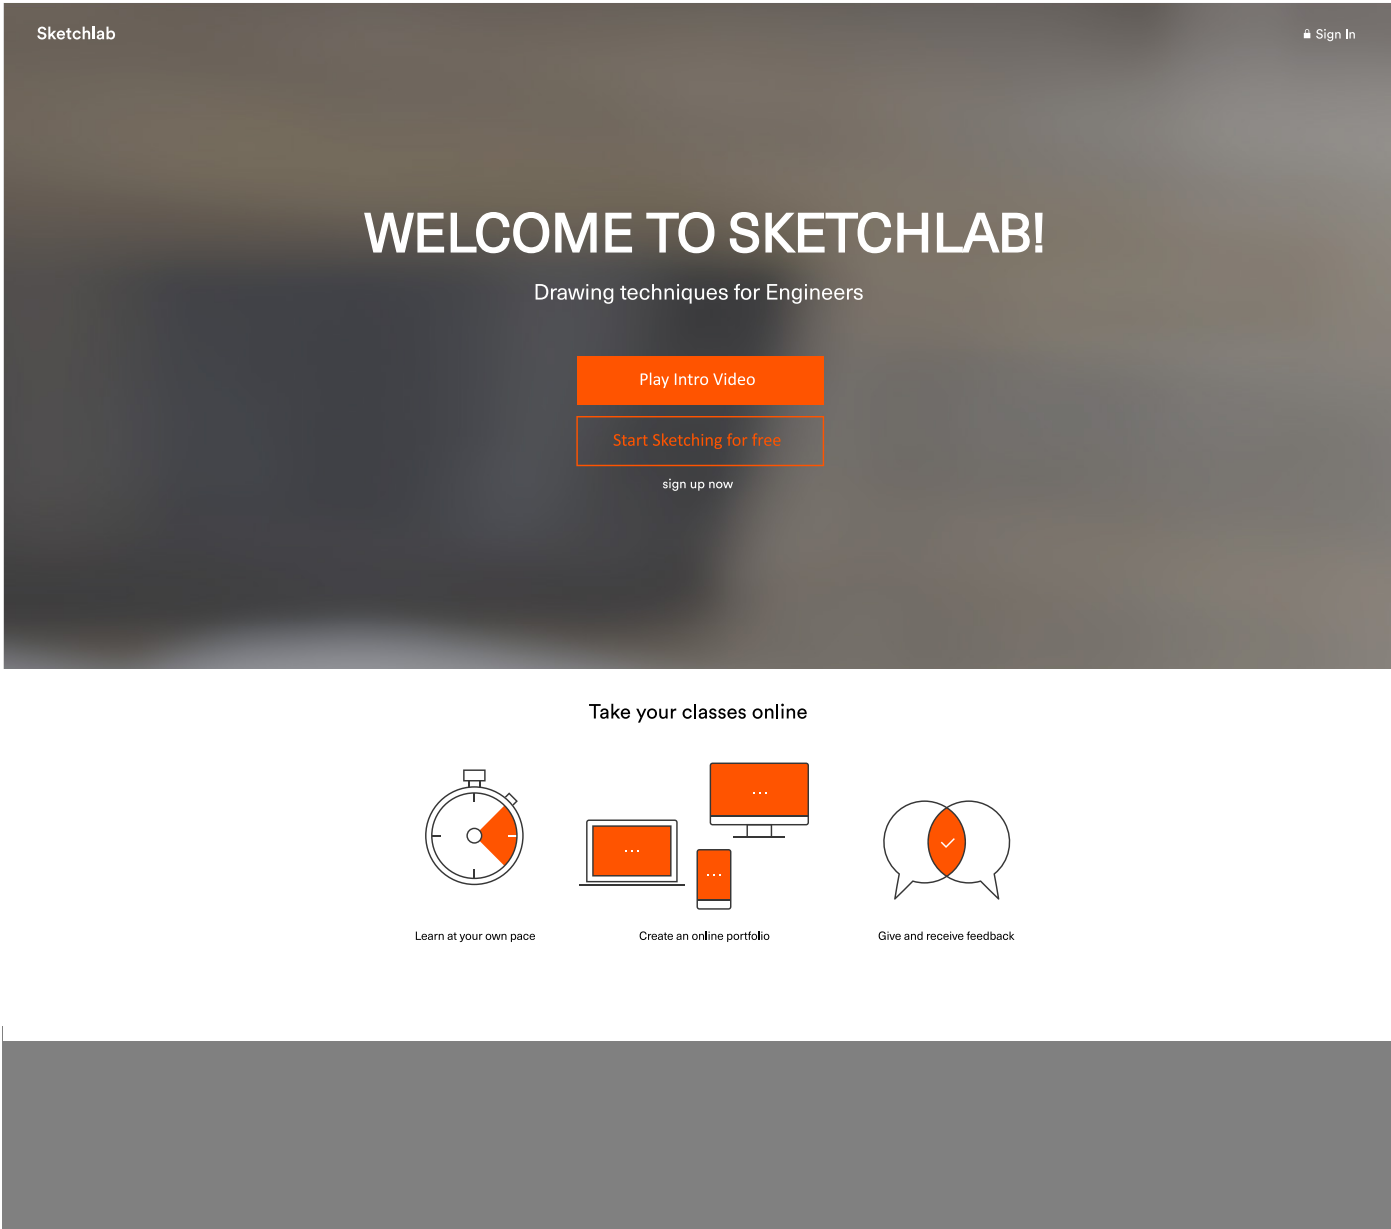 Sketchlab
Sign In
WELCOME TO SKETCHLAB!
Drawing techniques for Engineers
Play Intro Video
Start Sketching for free
sign up now
Take your classes online
Learn at your own pace
Create an online portfolio
Give and receive feedback